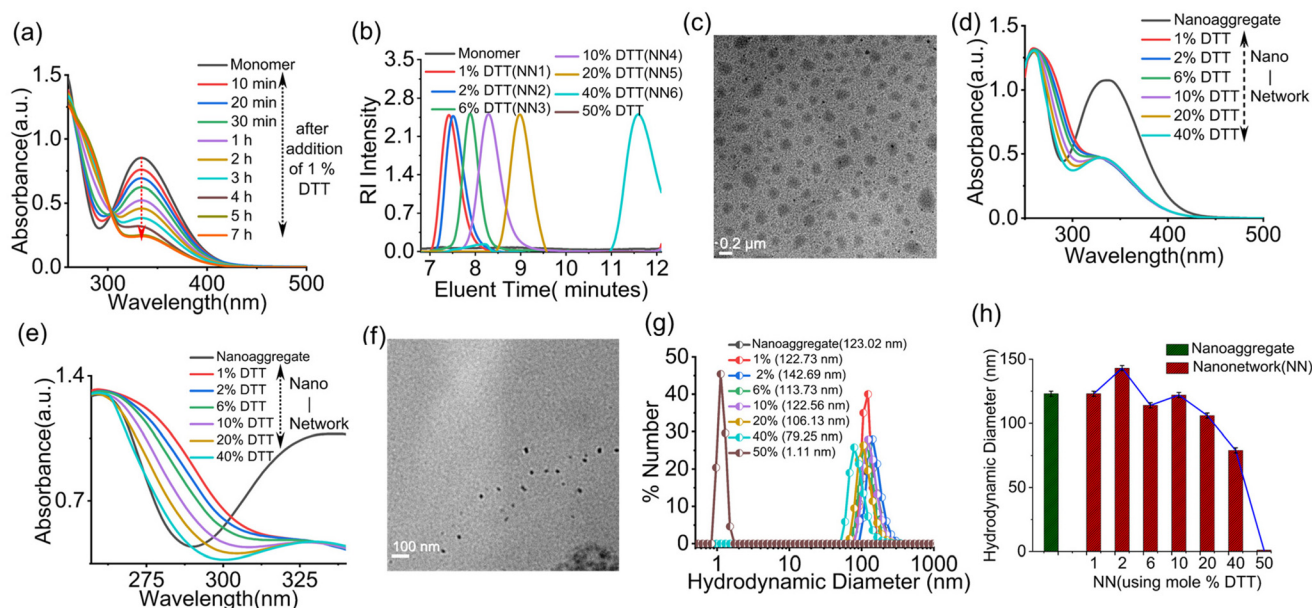 (a)
Absorbance(a.u.)
1.5
1.0
0.5
0.0
300
400
500
Wavelength(nm)
Monomer
10 min
20 min
30 min
1 h
2 h
3 h
4 h
5 h
7 h
after
addition
of 1 %
DTT
(b)
RI Intensity
3.5
2.8
2.1
1.4
0.7
0.0
7
8
9
10
11
12
Eluent Time( minutes)
Monomer
1% DTT(NN1)
2% DTT(NN2)
6% DTT(NN3)
10% DTT(NN4)
20% DTT(NN5)
40% DTT(NN6)
50% DTT
(c)
0.2 µm
(d)
Absorbance(a.u.)
1.5
1.0
0.5
0.0
300
400
500
Wavelength(nm)
Nanoaggregate
1% DTT
2% DTT
6% DTT
10% DTT
20% DTT
40% DTT
Nano
Network
(e)
Absorbance(a.u.)
1.4
0.7
275
300
325
Wavelength(nm)
Nanoaggregate
1% DTT
2% DTT
6% DTT
10% DTT
20% DTT
40% DTT
Nano
Network
(f)
100 nm
(g)
% Number
50
40
30
20
10
0
1
10
100
1000
Hydrodynamic Diameter (nm)
Nanoaggregate(123.02 nm)
1% (122.73 nm)
2% (142.69 nm)
6% (113.73 nm)
10% (122.56 nm)
20% (106.13 nm)
40% (79.25 nm)
50% (1.11 nm)
(h)
Hydrodynamic Diameter (nm)
150
100
50
0
1
2
6
10
20
40
50
NN(using mole % DTT)
Nanoaggregate
Nanonetwork(NN)